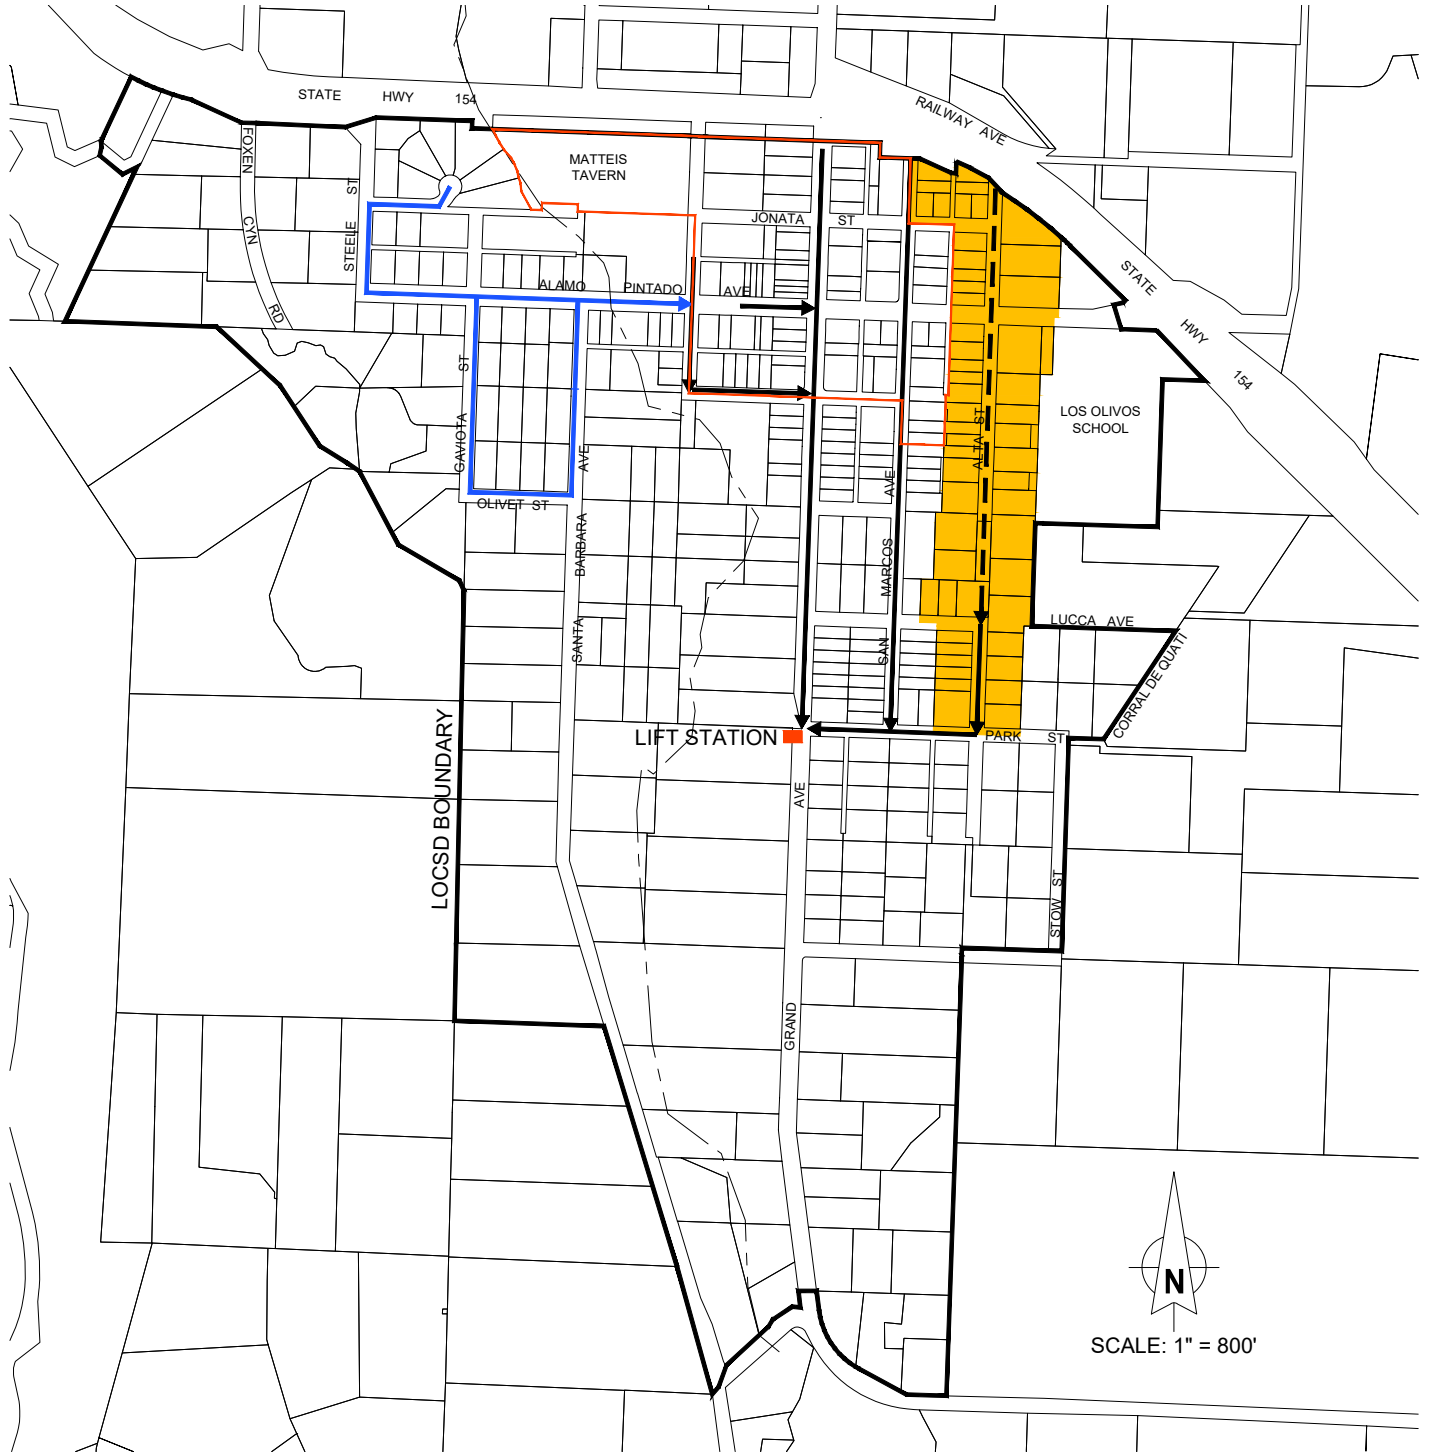 STATE HWY 154
RAILWAY AVE
FOXEN CYN RD
MATTEIS
TAVERN
STEELE ST
JONATA ST
STATE HWY 154
ALAMO PINTADO AVE
GAVIOTA ST
LOS OLIVOS
SCHOOL
ALTA ST
OLIVET ST
SANTA BARBARA AVE
SAN MARCOS AVE
LUCCA AVE
CORRAL DE QUATI
LIFT STATION
PARK ST
LOCSD BOUNDARY
GRAND AVE
STOW ST
N
SCALE: 1" = 800'